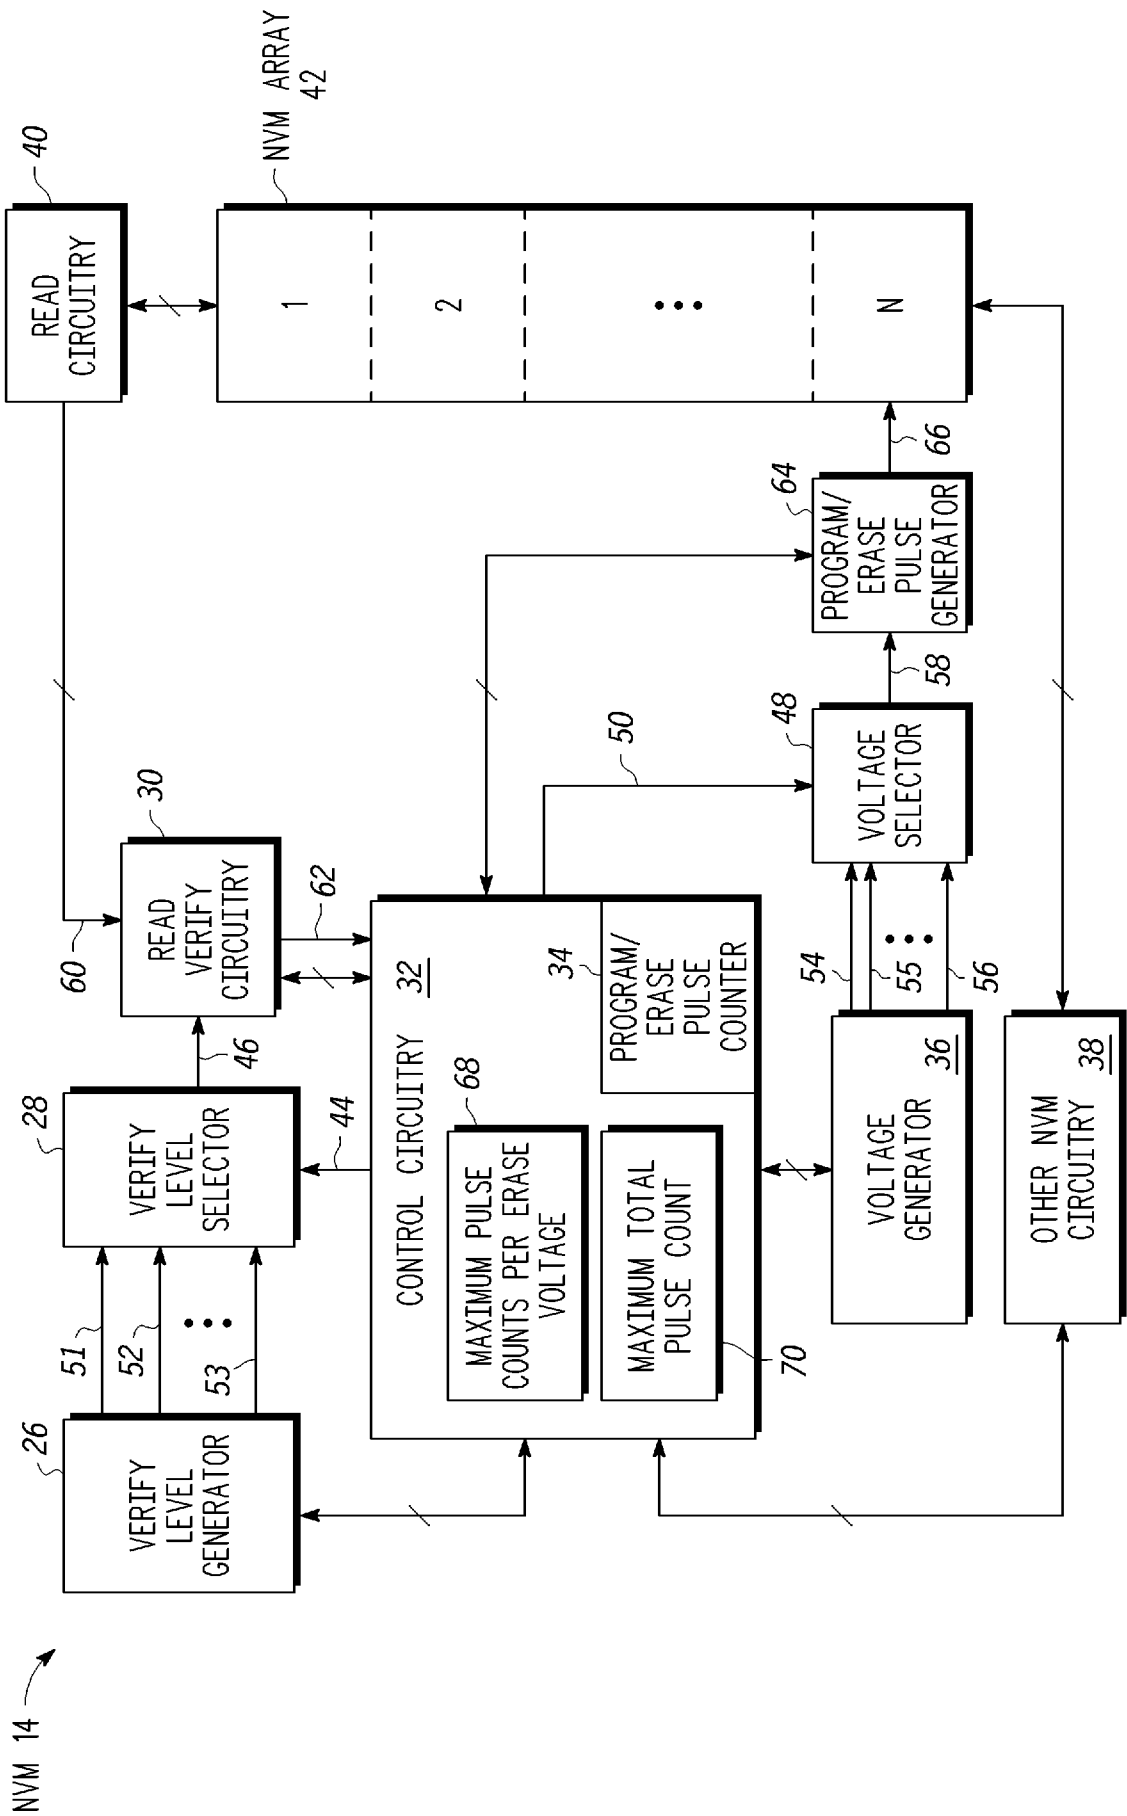 NVM 14
26
VERIFY
LEVEL
GENERATOR
51
52
53
28
VERIFY
LEVEL
SELECTOR
46
44
30
READ
VERIFY
CIRCUITRY
60
62
40
READ
CIRCUITRY
NVM ARRAY
42
1
2
N
CONTROL CIRCUITRY
32
68
MAXIMUM PULSE
COUNTS PER ERASE
VOLTAGE
MAXIMUM TOTAL
PULSE COUNT
70
34
PROGRAM/
ERASE
PULSE
COUNTER
50
VOLTAGE
GENERATOR
36
54
55
56
48
VOLTAGE
SELECTOR
58
64
PROGRAM/
ERASE
PULSE
GENERATOR
66
OTHER NVM
CIRCUITRY
38